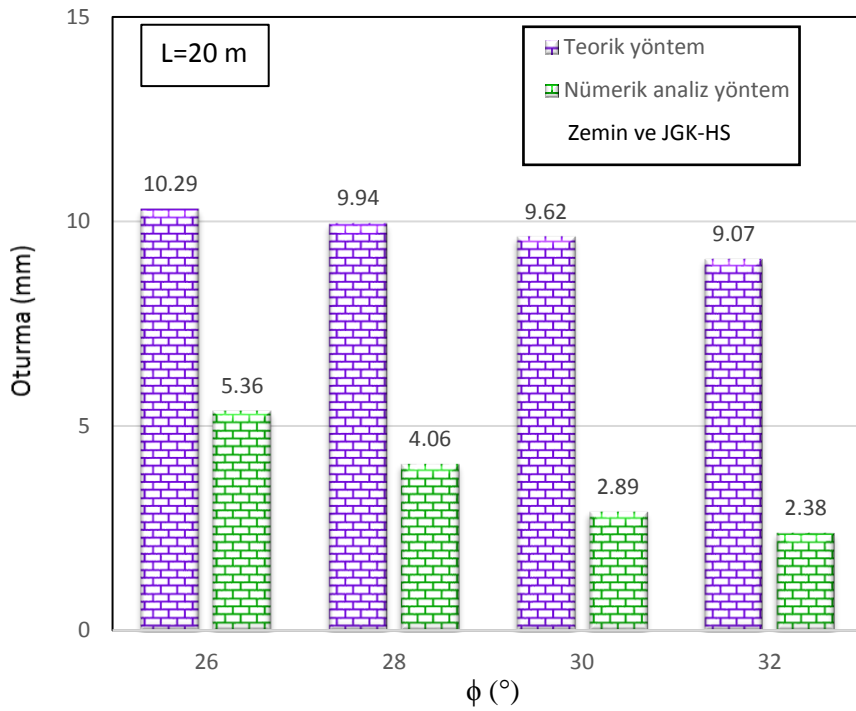 15
L=20 m
Teorik yöntem
Nümerik analiz yöntem
Zemin ve JGK-HS
10.29
9.94
9.62
9.07
10
Oturma (mm)
5.36
5
4.06
2.89
2.38
0
26
28
30
32
ϕ (°)